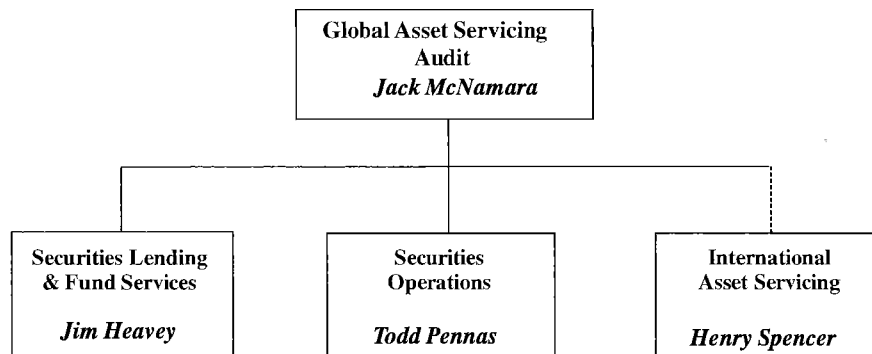 Global Asset Servicing
Audit
Jack McNamara
Securities Lending
& Fund Services
Jim Heavey
Securities
Operations
Todd Pennas
International
Asset Servicing
Henry Spencer